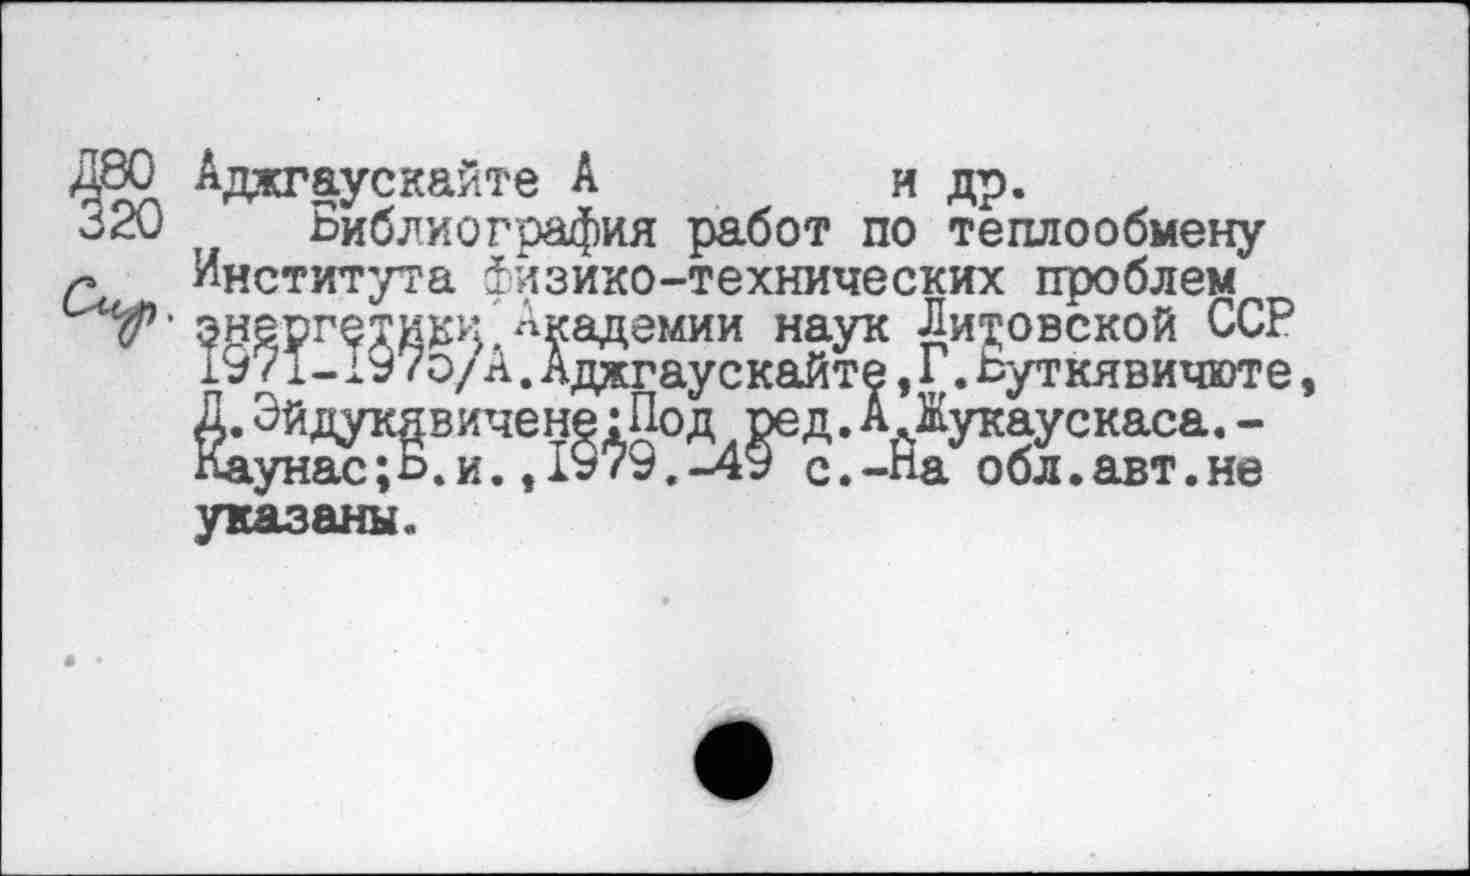 Д80 Аджгаускайте А и др.
320 Библиография работ по теплообмену
Института физико-технических проблем
энергетики Академии наук Литовской ССР
1971-1975/А.Аджгаускайте,Г.Буткявичюте,
Д.Эйдукявичене;Под ред.А.Жукаускаса.-
Каунас;Б.и.,1979.-49 с.-На обл.авт.не
указаны.